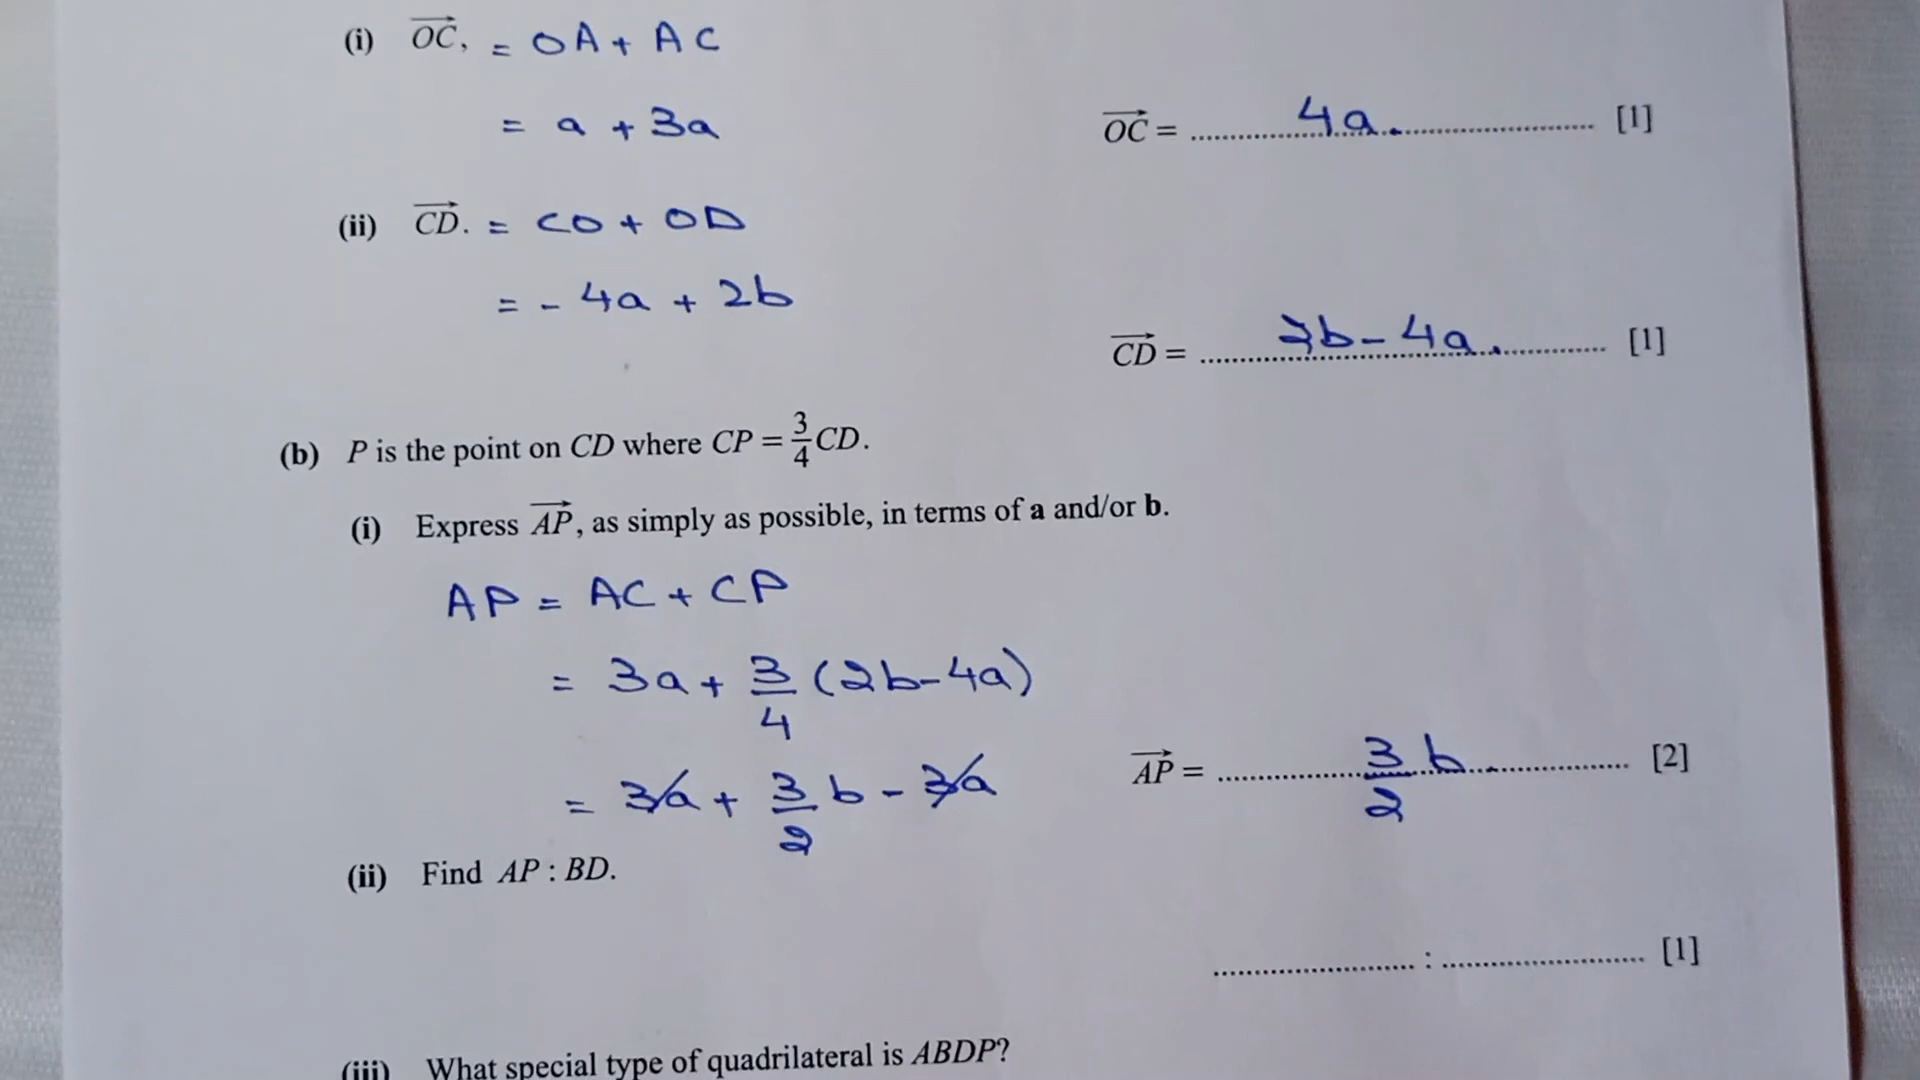 (i) OC, = OA + AC
= a + 3a
OC = ........ 4a. ........ [1]
(ii) CD. = CO + OD
= - 4a + 2b
CD = ........ 2b - 4a. ........ [1]
(b) P is the point on CD where CP = 3/4 CD.
(i) Express AP, as simply as possible, in terms of a and/or b.
AP = AC + CP
= 3a + 3/4 (2b - 4a)
= 3a + 3/2 b - 3a
AP = ........ 3/2 b. ........ [2]
(ii) Find AP : BD.
........ : ........ [1]
(iii) What special type of quadrilateral is ABDP?